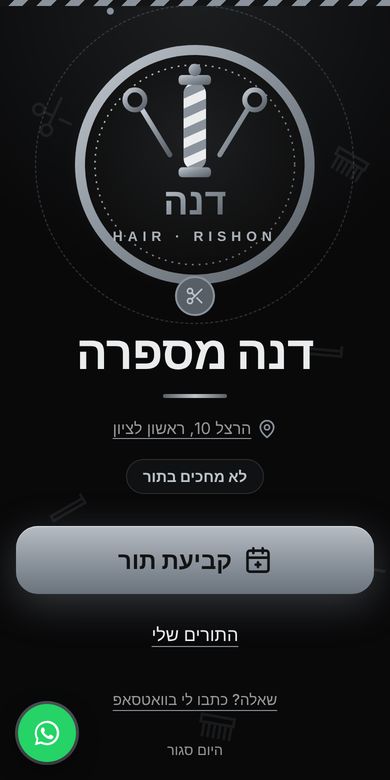 דנה
HAIR · RISHON
דנה מספרה
הרצל 10, ראשון לציון
לא מחכים בתור
קביעת תור
התורים שלי
שאלה? כתבו לי בוואטסאפ
היום סגור